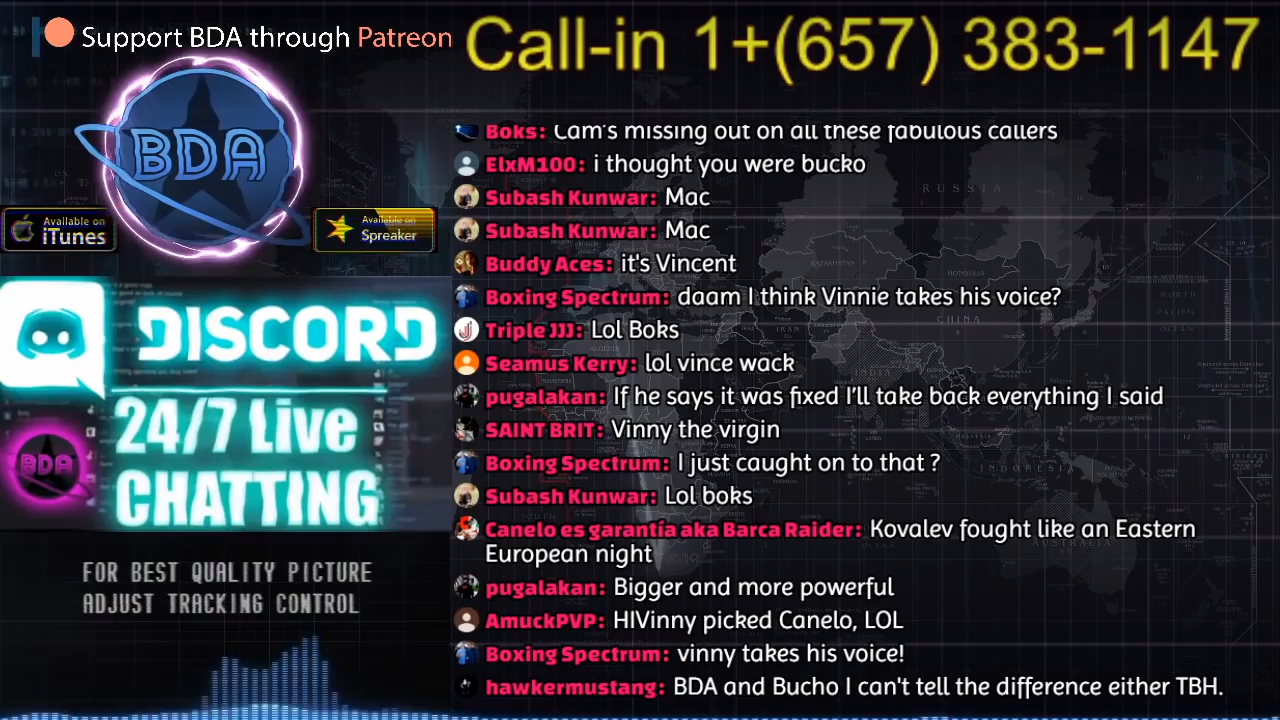 Support BDA through Patreon
Call-in 1+(657) 383-1147
BDA
Available on
iTunes
Available on
Spreaker
DISCORD
24/7 Live
CHATTING
BDA
FOR BEST QUALITY PICTURE
ADJUST TRACKING CONTROL
Boks: Cam's missing out on all these fabulous callers
ElxM100: i thought you were bucko
Subash Kunwar: Mac
Subash Kunwar: Mac
Buddy Aces: it's Vincent
Boxing Spectrum: daam I think Vinnie takes his voice?
Triple JJJ: Lol Boks
Seamus Kerry: lol vince wack
pugalakan: If he says it was fixed I'll take back everything I said
SAINT BRIT: Vinny the virgin
Boxing Spectrum: I just caught on to that ?
Subash Kunwar: Lol boks
Canelo es garantía aka Barca Raider: Kovalev fought like an Eastern
European night
pugalakan: Bigger and more powerful
AmuckPVP: HIVinny picked Canelo, LOL
Boxing Spectrum: vinny takes his voice!
hawkermustang: BDA and Bucho I can't tell the difference either TBH.
RUSSIA
MONGOLIA
CHINA
INDONESIA